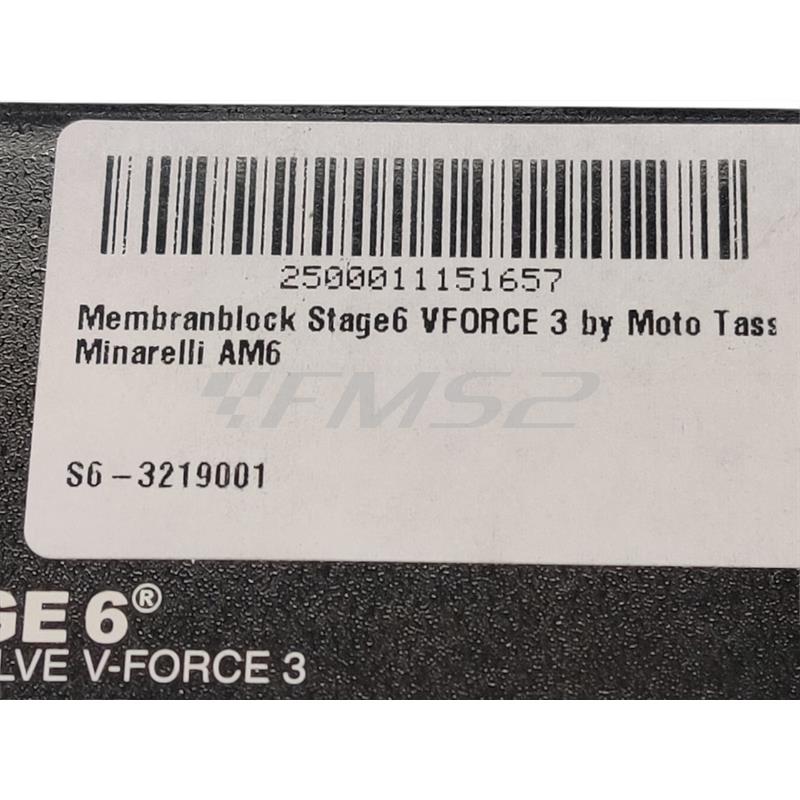 2500011151657
Membranblock Stage6 VFORCE 3 by Moto Tass
Minarelli AM6
FMS2
S6-3219001
GE 6®
LVE V-FORCE 3